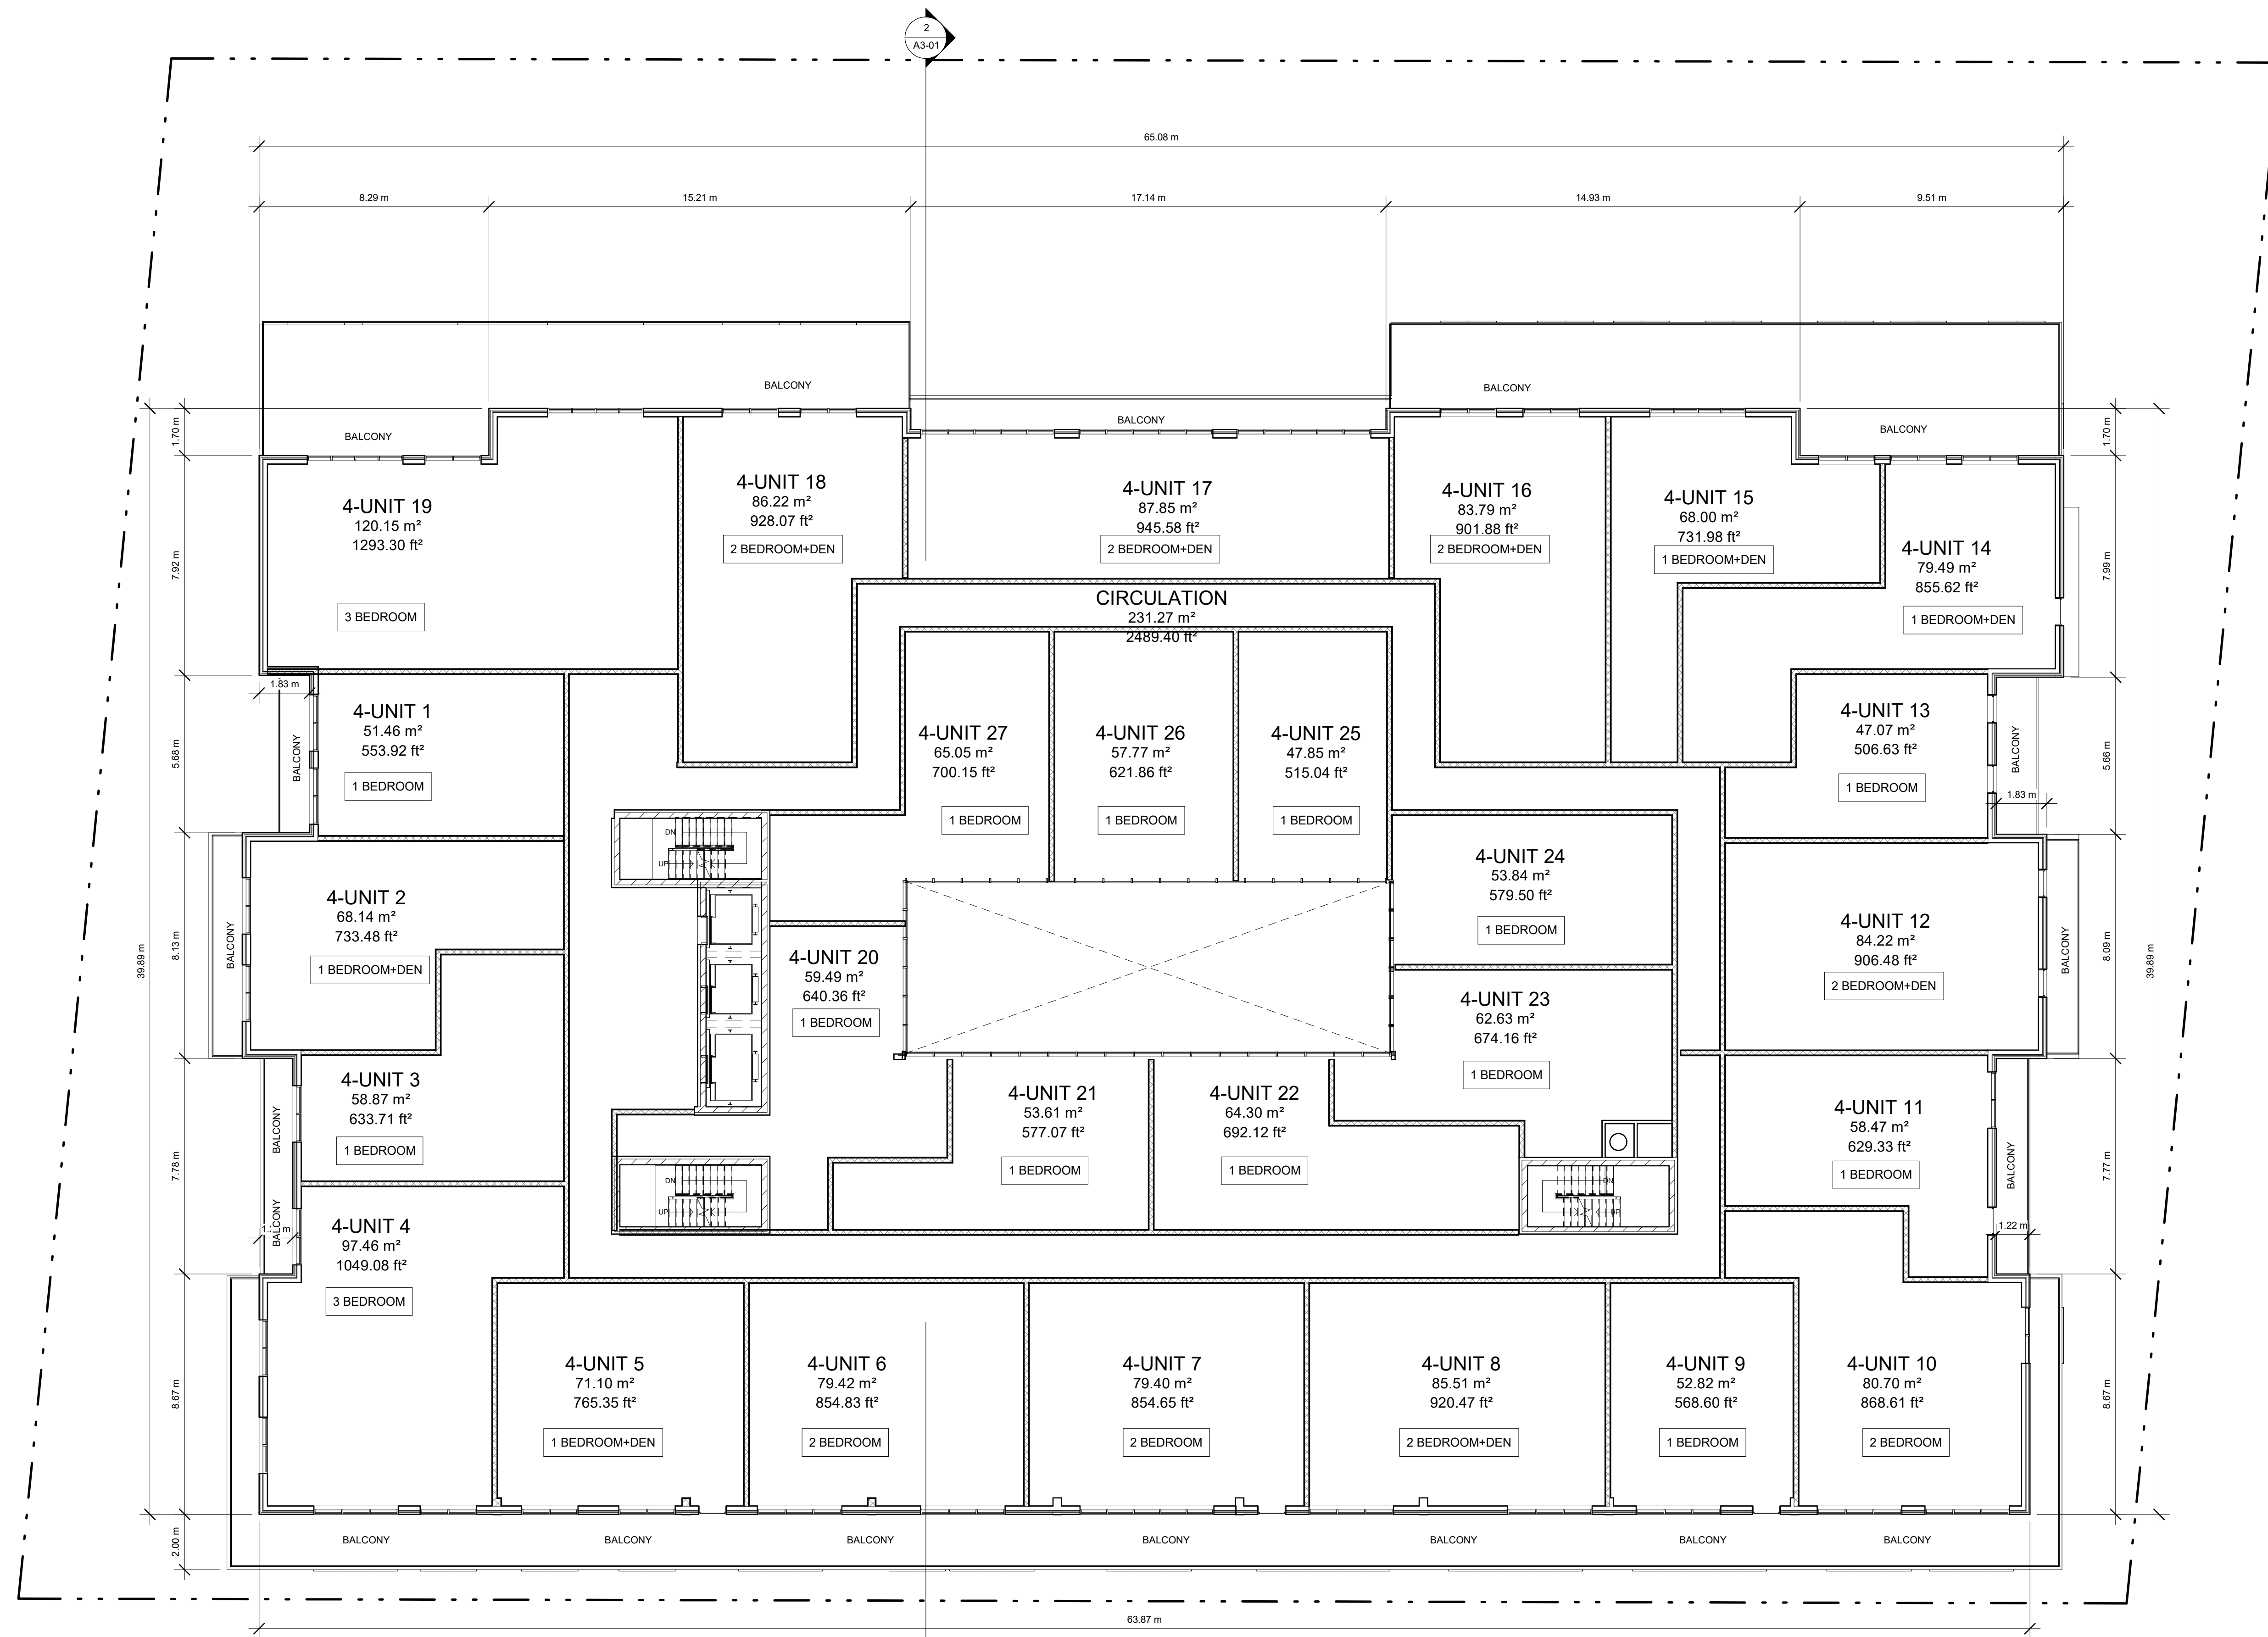 2
A3-01
65.08 m
8.29 m
15.21 m
17.14 m
14.93 m
9.51 m
BALCONY
BALCONY
BALCONY
BALCONY
BALCONY
1.70 m
7.92 m
5.68 m
8.13 m
7.78 m
8.67 m
2.00 m
39.89 m
1.70 m
7.99 m
5.66 m
8.09 m
7.77 m
8.67 m
39.89 m
4-UNIT 19
120.15 m²
1293.30 ft²
3 BEDROOM
4-UNIT 18
86.22 m²
928.07 ft²
2 BEDROOM+DEN
4-UNIT 17
87.85 m²
945.58 ft²
2 BEDROOM+DEN
4-UNIT 16
83.79 m²
901.88 ft²
2 BEDROOM+DEN
4-UNIT 15
68.00 m²
731.98 ft²
1 BEDROOM+DEN
4-UNIT 14
79.49 m²
855.62 ft²
1 BEDROOM+DEN
CIRCULATION
231.27 m²
2489.40 ft²
1.83 m
BALCONY
4-UNIT 1
51.46 m²
553.92 ft²
1 BEDROOM
4-UNIT 27
65.05 m²
700.15 ft²
1 BEDROOM
4-UNIT 26
57.77 m²
621.86 ft²
1 BEDROOM
4-UNIT 25
47.85 m²
515.04 ft²
1 BEDROOM
4-UNIT 13
47.07 m²
506.63 ft²
1 BEDROOM
BALCONY
1.83 m
DN
UP
BALCONY
4-UNIT 2
68.14 m²
733.48 ft²
1 BEDROOM+DEN
4-UNIT 20
59.49 m²
640.36 ft²
1 BEDROOM
4-UNIT 24
53.84 m²
579.50 ft²
1 BEDROOM
4-UNIT 12
84.22 m²
906.48 ft²
2 BEDROOM+DEN
BALCONY
4-UNIT 23
62.63 m²
674.16 ft²
1 BEDROOM
BALCONY
4-UNIT 3
58.87 m²
633.71 ft²
1 BEDROOM
4-UNIT 21
53.61 m²
577.07 ft²
1 BEDROOM
4-UNIT 22
64.30 m²
692.12 ft²
1 BEDROOM
4-UNIT 11
58.47 m²
629.33 ft²
1 BEDROOM
BALCONY
1.22 m
DN
UP
DN
UP
BALCONY
4-UNIT 4
97.46 m²
1049.08 ft²
3 BEDROOM
4-UNIT 5
71.10 m²
765.35 ft²
1 BEDROOM+DEN
4-UNIT 6
79.42 m²
854.83 ft²
2 BEDROOM
4-UNIT 7
79.40 m²
854.65 ft²
2 BEDROOM
4-UNIT 8
85.51 m²
920.47 ft²
2 BEDROOM+DEN
4-UNIT 9
52.82 m²
568.60 ft²
1 BEDROOM
4-UNIT 10
80.70 m²
868.61 ft²
2 BEDROOM
BALCONY
BALCONY
BALCONY
BALCONY
BALCONY
BALCONY
BALCONY
63.87 m